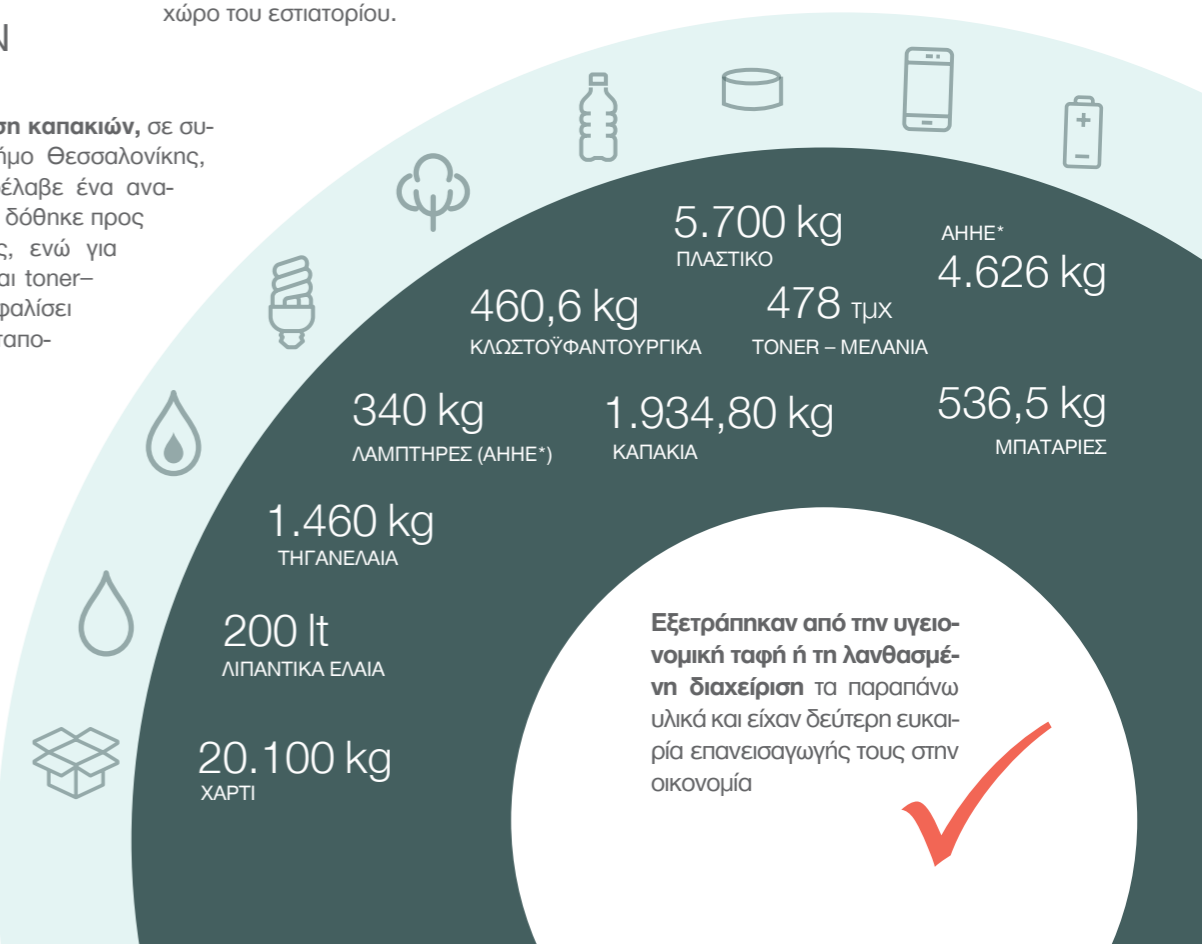 χώρο του εστιατορίου.
Ν
ση καπακιών, σε συ-
ήμο Θεσσαλονίκης,
έλαβε ένα ανα-
δόθηκε προς
ς, ενώ για
αι toner–
φαλίσει
ταπο-
5.700 kg
ΠΛΑΣΤΙΚΟ
ΑΗΗΕ*
4.626 kg
460,6 kg
ΚΛΩΣΤΟΫΦΑΝΤΟΥΡΓΙΚΑ
478 τμχ
TONER – ΜΕΛΑΝΙΑ
340 kg
ΛΑΜΠΤΗΡΕΣ (ΑΗΗΕ*)
1.934,80 kg
ΚΑΠΑΚΙΑ
536,5 kg
ΜΠΑΤΑΡΙΕΣ
1.460 kg
ΤΗΓΑΝΕΛΑΙΑ
200 lt
ΛΙΠΑΝΤΙΚΑ ΕΛΑΙΑ
20.100 kg
ΧΑΡΤΙ
Εξετράπηκαν από την υγειο-
νομική ταφή ή τη λανθασμέ-
νη διαχείριση τα παραπάνω
υλικά και είχαν δεύτερη ευκαι-
ρία επανεισαγωγής τους στην
οικονομία